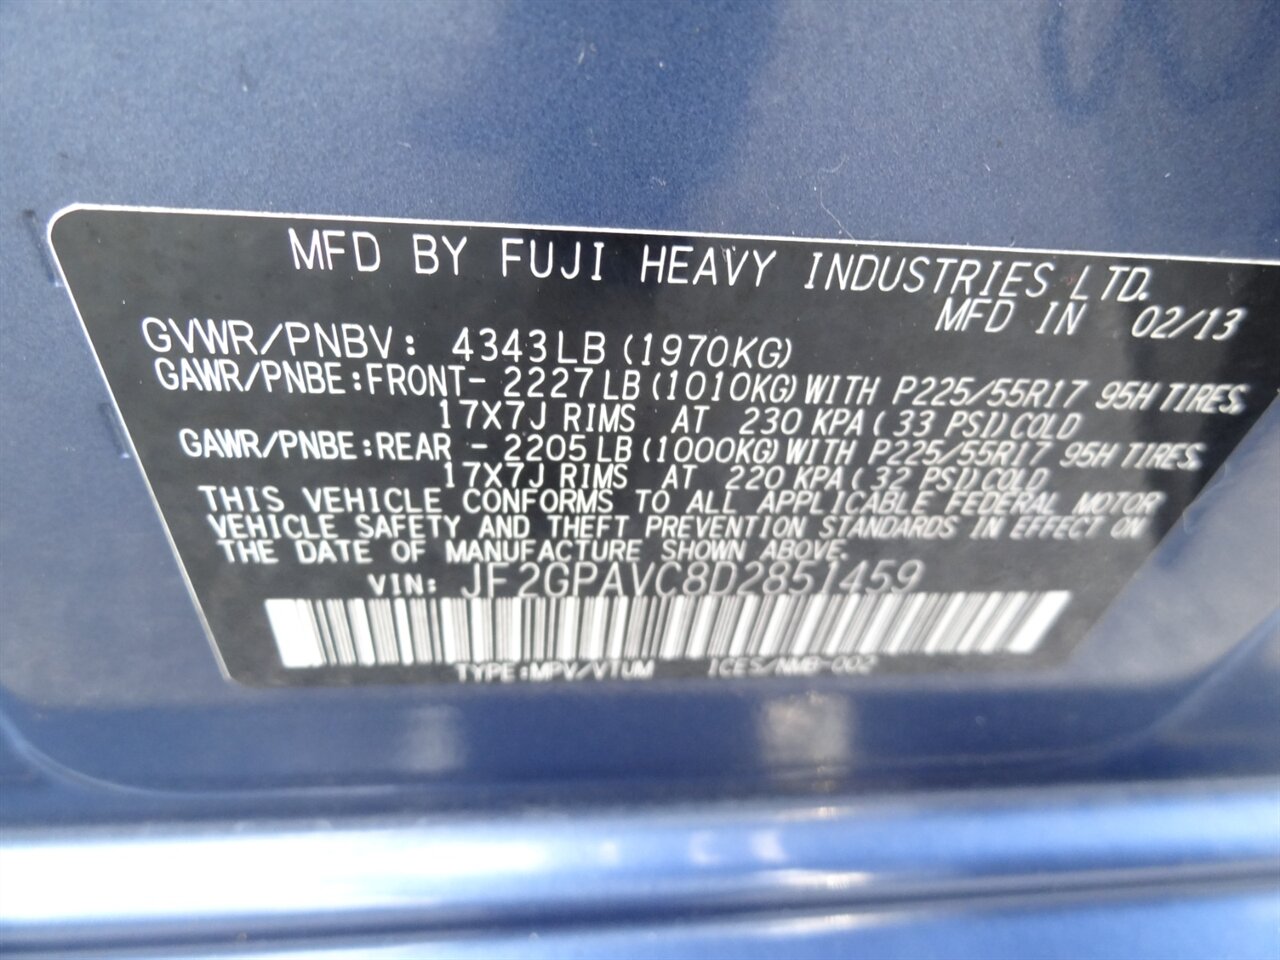 MFD BY FUJI HEAVY INDUSTRIES LTD.
MFD IN 02/13
GVWR/PNBV: 4343LB (1970KG)
GAWR/PNBE:FRONT- 2227LB (1010KG) WITH P225/55R17 95H TIRES,
17X7J RIMS AT 230 KPA (33 PSI) COLD
GAWR/PNBE:REAR - 2205LB (1000KG) WITH P225/55R17 95H TIRES,
17X7J RIMS AT 220 KPA (32 PSI) COLD
THIS VEHICLE CONFORMS TO ALL APPLICABLE FEDERAL MOTOR
VEHICLE SAFETY AND THEFT PREVENTION STANDARDS IN EFFECT ON
THE DATE OF MANUFACTURE SHOWN ABOVE.
VIN: JF2GPAVC8D2851459
TYPE:MPV/VTUM ICES/NMB-002